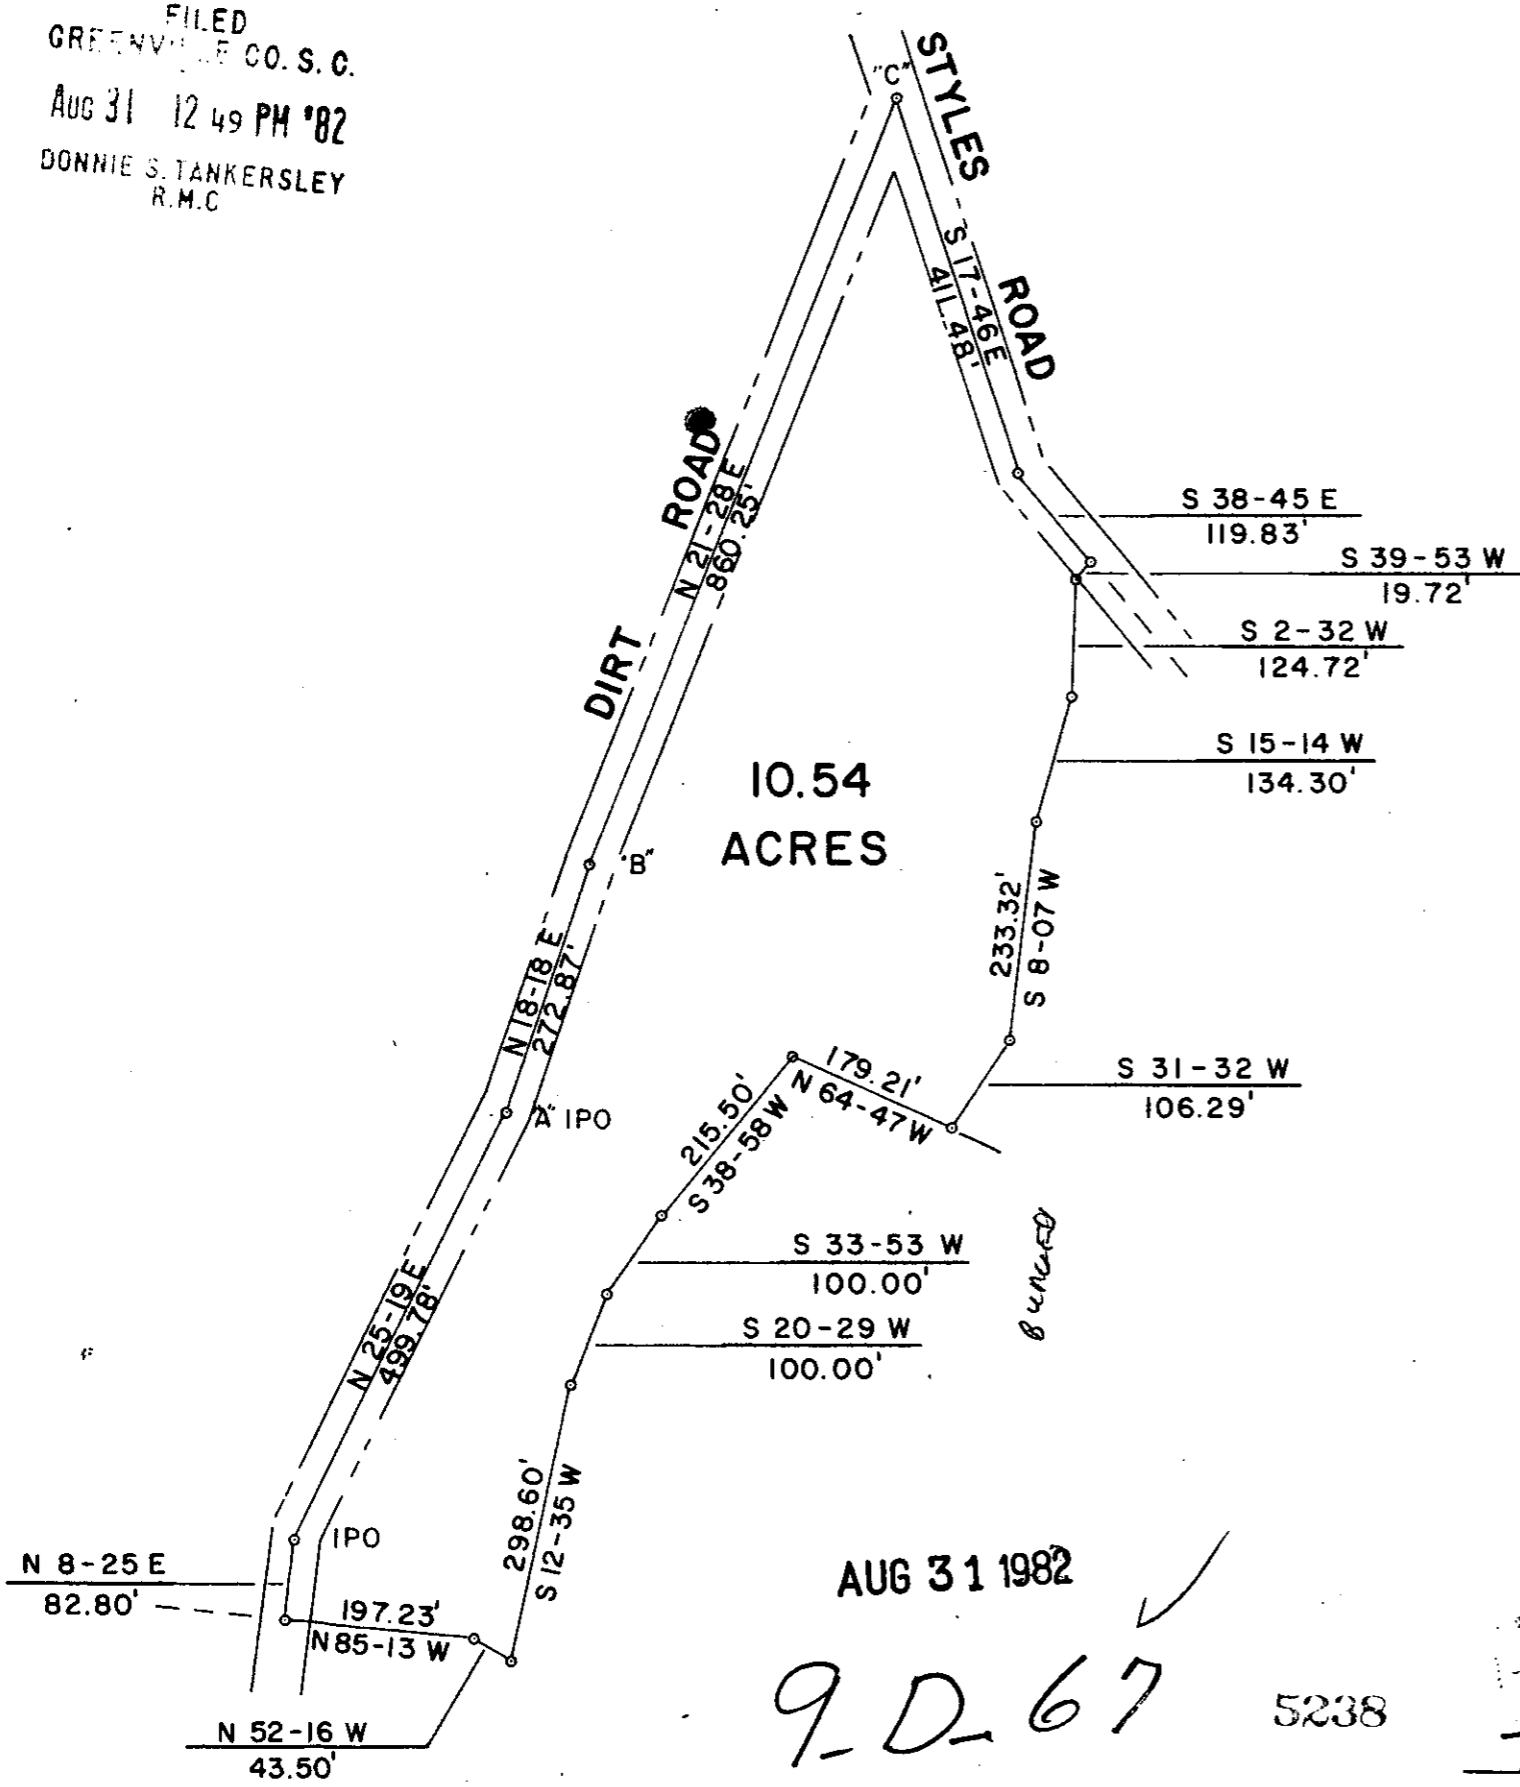 FILED
GREENVILLE CO. S. C.
AUG 31 12 49 PM '82
DONNIE S. TANKERSLEY
R.M.C
"C"
STYLES ROAD
S 17-46 E
411.48'
DIRT ROAD
N 21-28 E
860.25'
S 38-45 E
119.83'
S 39-53 W
19.72'
S 2-32 W
124.72'
S 15-14 W
134.30'
10.54
ACRES
"B"
233.32'
S 8-07 W
N 18-18 E
272.87'
"A" IPO
179.21'
N 64-47 W
S 31-32 W
106.29'
215.50'
S 38-58 W
S 33-53 W
100.00'
S 20-29 W
100.00'
N 25-19 E
499.78'
298.60'
S 12-35 W
IPO
N 8-25 E
82.80'
197.23'
N 85-13 W
N 52-16 W
43.50'
AUG 31 1982
9-D-67
5238